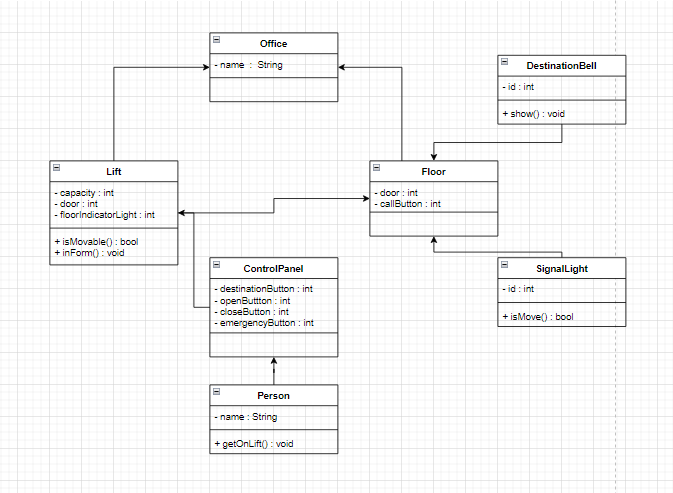 Office
- name : String
DestinationBell
- id : int
+ show() : void
Lift
- capacity : int
- door : int
- floorIndicatorLight : int
+ isMovable() : bool
+ inForm() : void
Floor
- door : int
- callButton : int
ControlPanel
- destinationButton : int
- openButtton : int
- closeButton : int
- emergencyButton : int
SignalLight
- id : int
+ isMove() : bool
Person
- name : String
+ getOnLift() : void